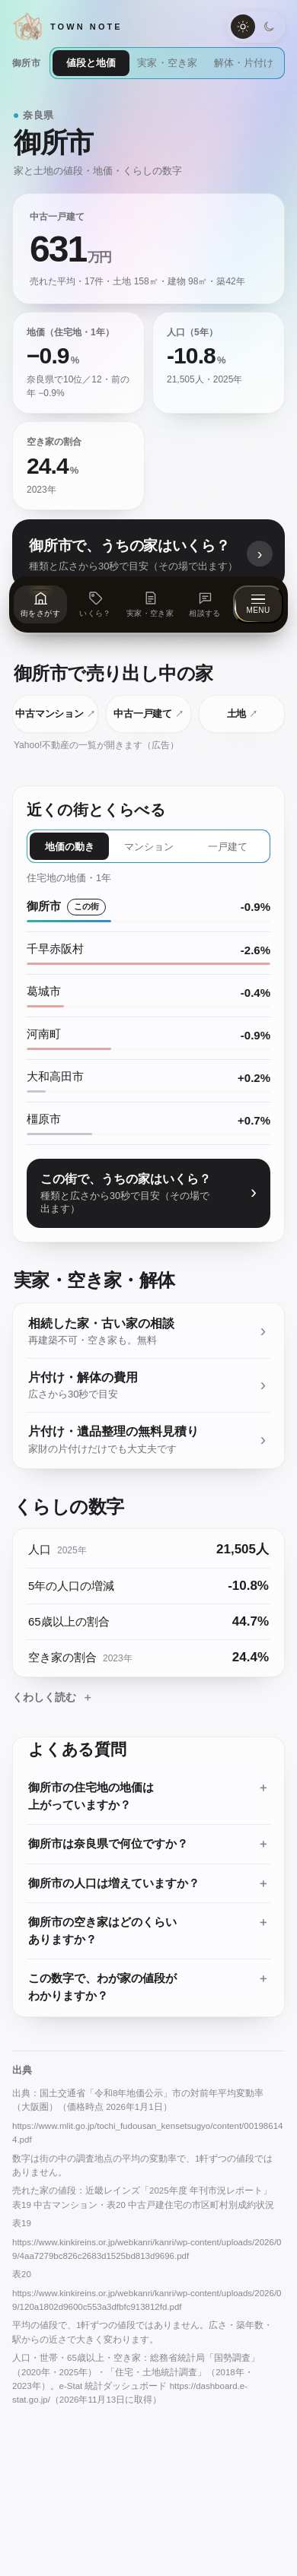 TOWN NOTE
御所市
値段と地価
実家・空き家
解体・片付け
奈良県
御所市
家と土地の値段・地価・くらしの数字
中古一戸建て
631万円
売れた平均・17件・土地 158㎡・建物 98㎡・築42年
地価（住宅地・1年）
−0.9%
奈良県で10位／12・前の
年 −0.9%
人口（5年）
-10.8%
21,505人・2025年
空き家の割合
24.4%
2023年
御所市で、うちの家はいくら？
種類と広さから30秒で目安（その場で出ます）
›
街をさがす
いくら？
実家・空き家
相談する
MENU
御所市で売り出し中の家
中古マンション ↗
中古一戸建て ↗
土地 ↗
Yahoo!不動産の一覧が開きます（広告）
近くの街とくらべる
地価の動き
マンション
一戸建て
住宅地の地価・1年
御所市 この街 -0.9%
千早赤阪村 -2.6%
葛城市 -0.4%
河南町 -0.9%
大和高田市 +0.2%
橿原市 +0.7%
この街で、うちの家はいくら？
種類と広さから30秒で目安（その場で
出ます）
›
実家・空き家・解体
相続した家・古い家の相談
再建築不可・空き家も。無料
›
片付け・解体の費用
広さから30秒で目安
›
片付け・遺品整理の無料見積り
家財の片付けだけでも大丈夫です
›
くらしの数字
人口 2025年 21,505人
5年の人口の増減 -10.8%
65歳以上の割合 44.7%
空き家の割合 2023年 24.4%
くわしく読む +
よくある質問
御所市の住宅地の地価は
上がっていますか？
+
御所市は奈良県で何位ですか？ +
御所市の人口は増えていますか？ +
御所市の空き家はどのくらい
ありますか？
+
この数字で、わが家の値段が
わかりますか？
+
出典
出典：国土交通省「令和8年地価公示」市の対前年平均変動率
（大阪圏）（価格時点 2026年1月1日）
https://www.mlit.go.jp/tochi_fudousan_kensetsugyo/content/00198614
4.pdf
数字は街の中の調査地点の平均の変動率で、1軒ずつの値段では
ありません。
売れた家の値段：近畿レインズ「2025年度 年刊市況レポート」
表19 中古マンション・表20 中古戸建住宅の市区町村別成約状況
表19
https://www.kinkireins.or.jp/webkanri/kanri/wp-content/uploads/2026/0
9/4aa7279bc826c2683d1525bd813d9696.pdf
表20
https://www.kinkireins.or.jp/webkanri/kanri/wp-content/uploads/2026/0
9/120a1802d9600c553a3dfbfc913812fd.pdf
平均の値段で、1軒ずつの値段ではありません。広さ・築年数・
駅からの近さで大きく変わります。
人口・世帯・65歳以上・空き家：総務省統計局「国勢調査」
（2020年・2025年）・「住宅・土地統計調査」（2018年・
2023年）。e-Stat 統計ダッシュボード https://dashboard.e-
stat.go.jp/（2026年11月13日に取得）